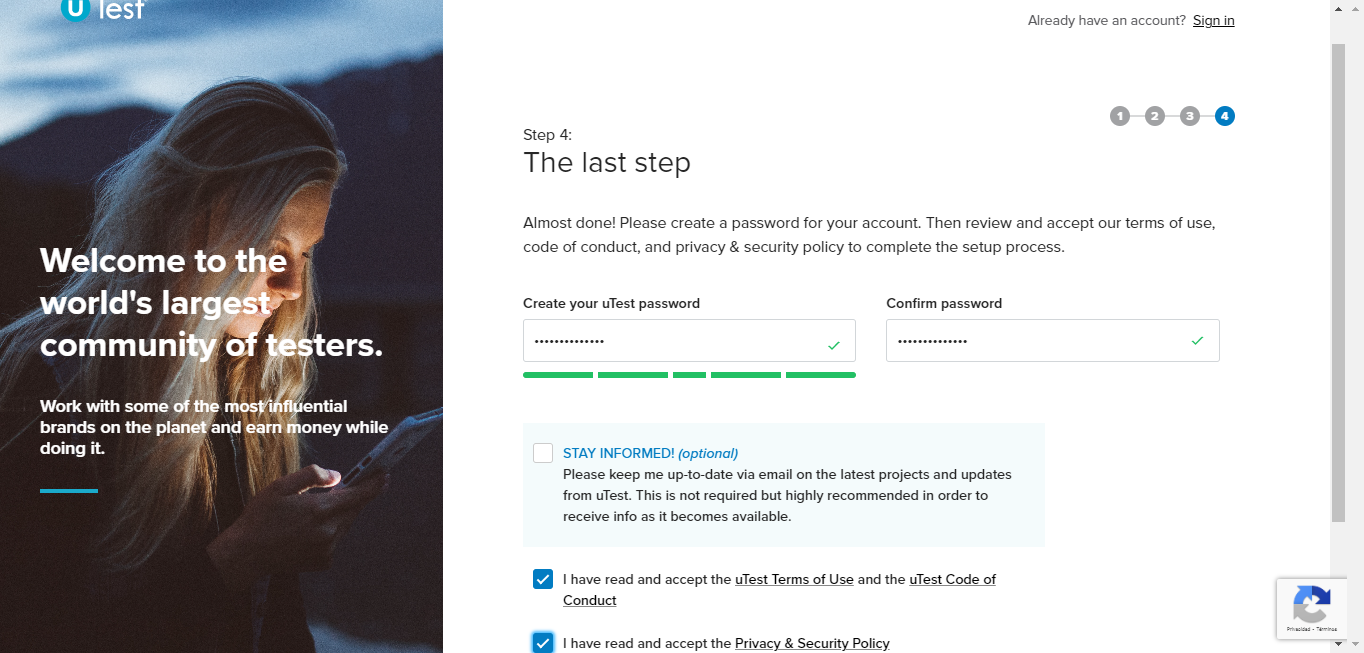 uTest
Already have an account? Sign in
1 2 3 4
Step 4:
The last step
Almost done! Please create a password for your account. Then review and accept our terms of use,
code of conduct, and privacy & security policy to complete the setup process.
Welcome to the
world's largest
community of testers.
Work with some of the most influential
brands on the planet and earn money while
doing it.
Create your uTest password
Confirm password
STAY INFORMED! (optional)
Please keep me up-to-date via email on the latest projects and updates
from uTest. This is not required but highly recommended in order to
receive info as it becomes available.
I have read and accept the uTest Terms of Use and the uTest Code of
Conduct
I have read and accept the Privacy & Security Policy
Privacidad - Términos